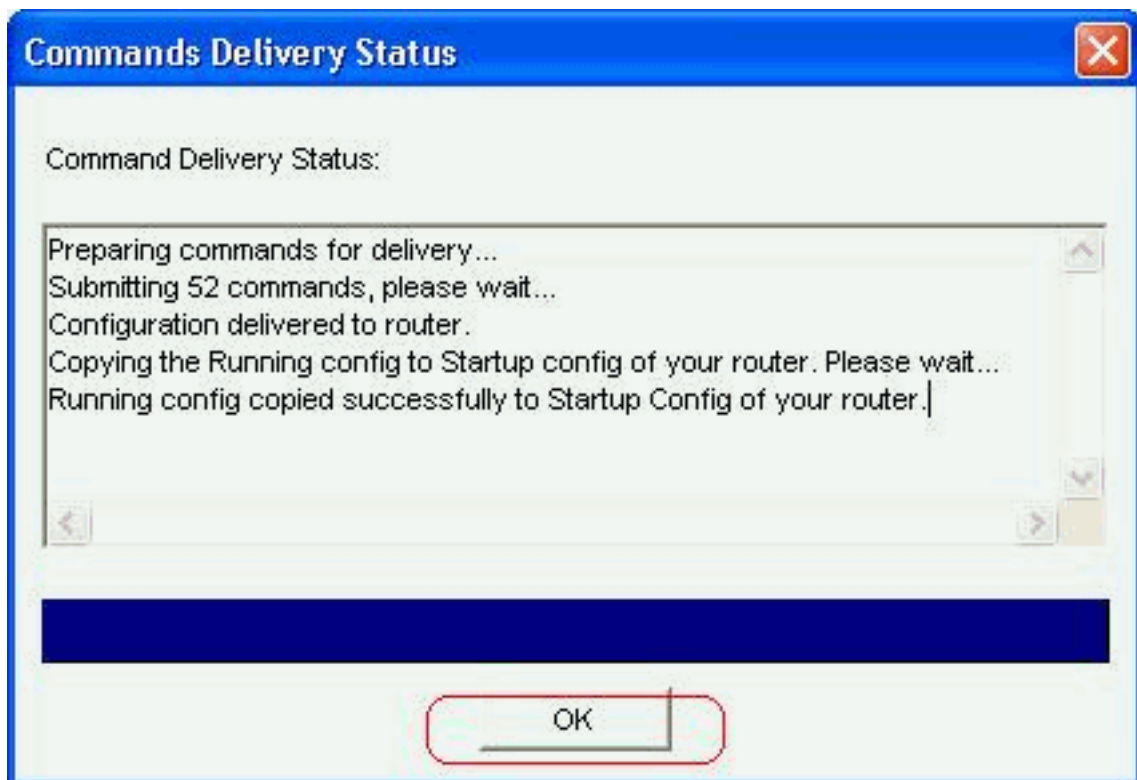 Commands Delivery Status
Command Delivery Status:
Preparing commands for delivery...
Submitting 52 commands, please wait...
Configuration delivered to router.
Copying the Running config to Startup config of your router. Please wait...
Running config copied successfully to Startup Config of your router.
OK